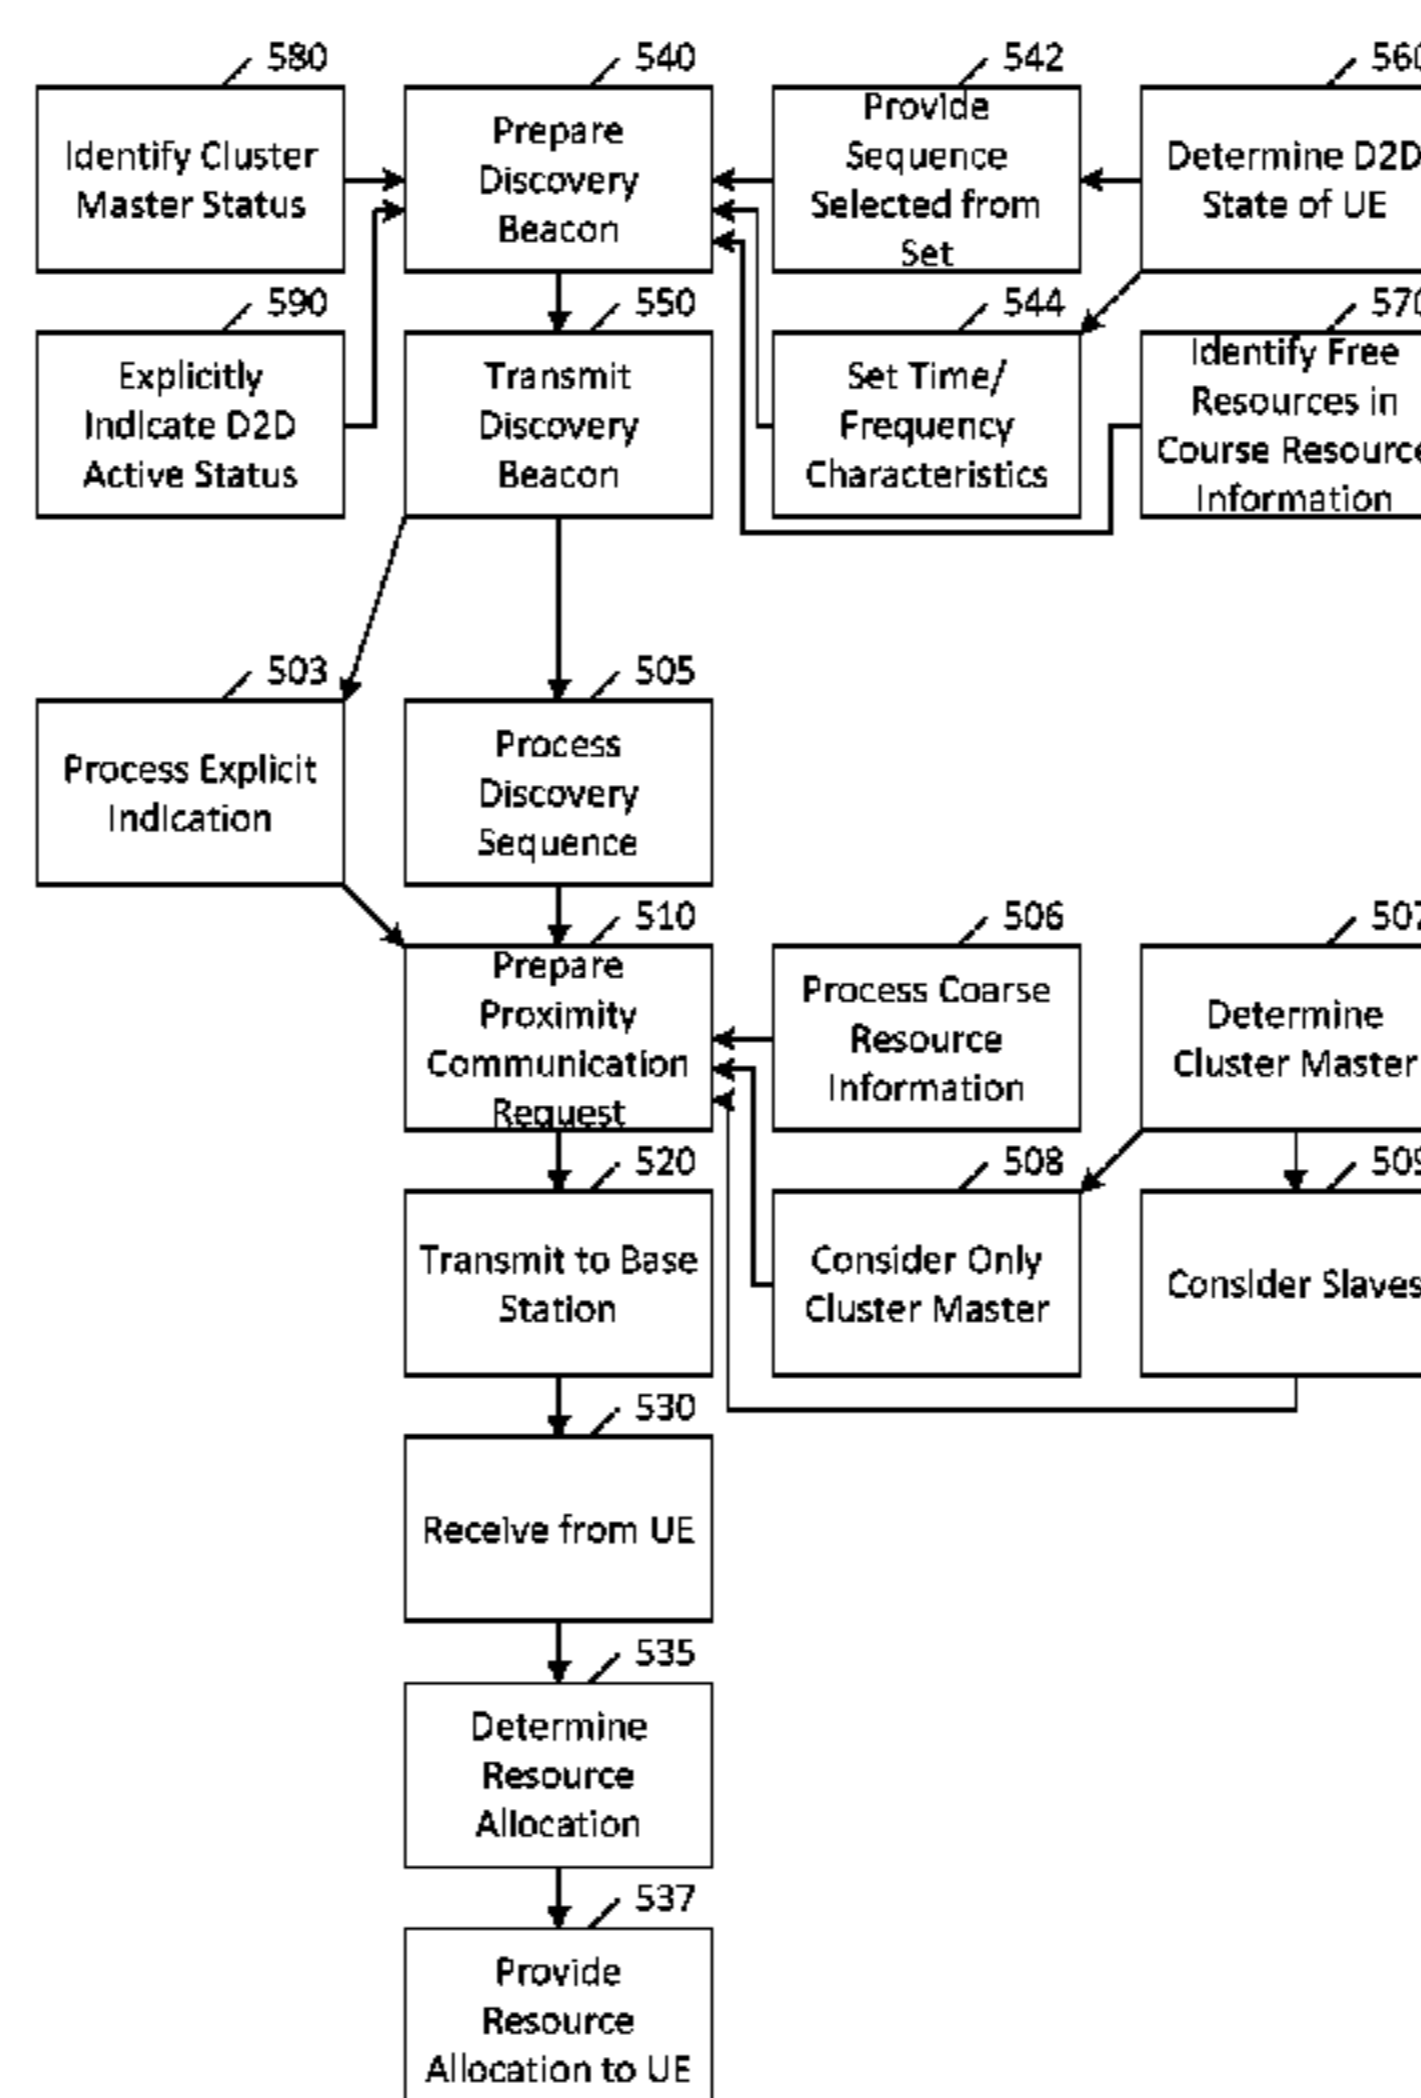 580
540
542
560
Identify Cluster
Master Status
Prepare
Discovery
Beacon
Provide
Sequence
Selected from
Set
Determine D2D
State of UE
590
550
544
570
Explicitly
Indicate D2D
Active Status
Transmit
Discovery
Beacon
Set Time/
Frequency
Characteristics
Identify Free
Resources in
Course Resource
Information
503
505
Process Explicit
Indication
Process
Discovery
Sequence
510
506
507
Prepare
Proximity
Communication
Request
Process Coarse
Resource
Information
Determine
Cluster Master
520
508
509
Transmit to Base
Station
Consider Only
Cluster Master
Consider Slaves
530
Receive from UE
535
Determine
Resource
Allocation
537
Provide
Resource
Allocation to UE